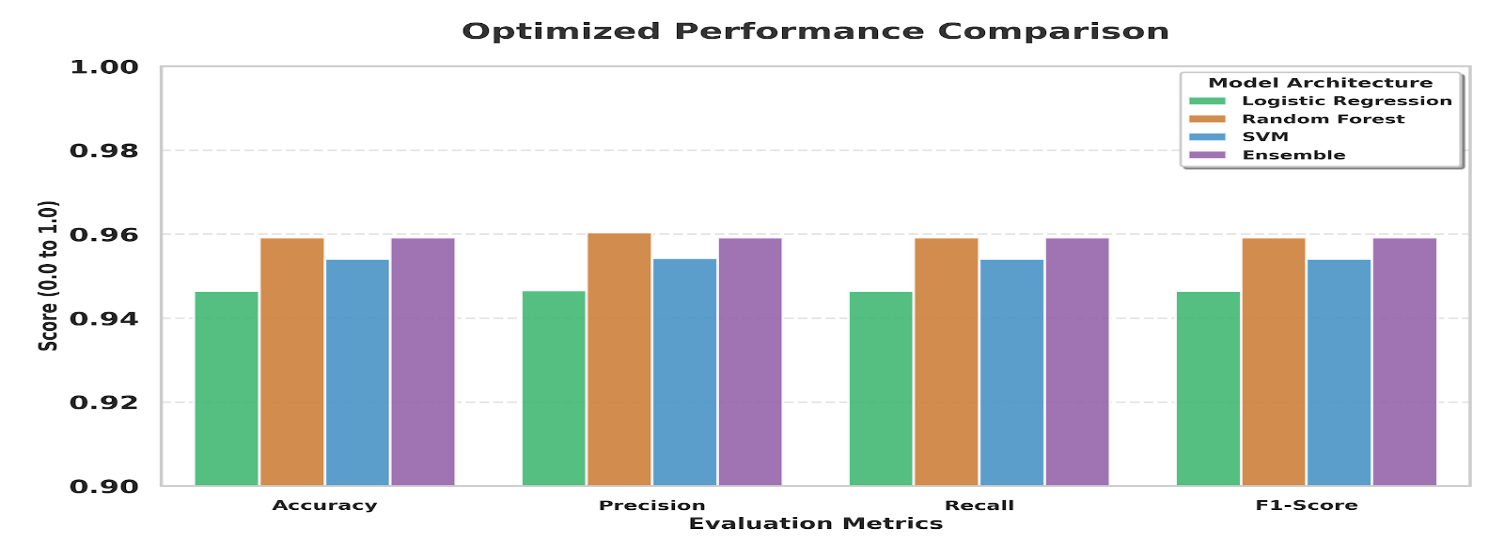 Optimized Performance Comparison
1.00
0.98
0.96
0.94
0.92
0.90
Score (0.0 to 1.0)
Model Architecture
Logistic Regression
Random Forest
SVM
Ensemble
Accuracy
Precision
Recall
F1-Score
Evaluation Metrics